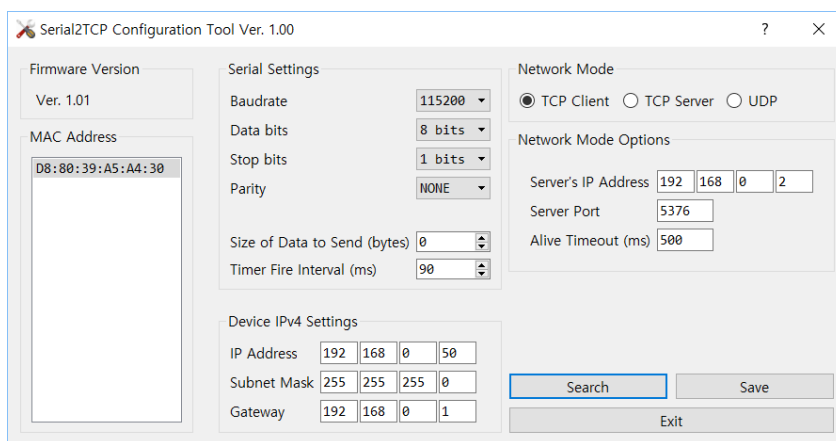 Serial2TCP Configuration Tool Ver. 1.00 ?
Firmware Version
Ver. 1.01
MAC Address
D8:80:39:A5:A4:30
Serial Settings
Baudrate 115200
Data bits 8 bits
Stop bits 1 bits
Parity NONE
Size of Data to Send (bytes) 0
Timer Fire Interval (ms) 90
Device IPv4 Settings
IP Address 192 168 0 50
Subnet Mask 255 255 255 0
Gateway 192 168 0 1
Network Mode
TCP Client TCP Server UDP
Network Mode Options
Server's IP Address 192 168 0 2
Server Port 5376
Alive Timeout (ms) 500
Search Save
Exit